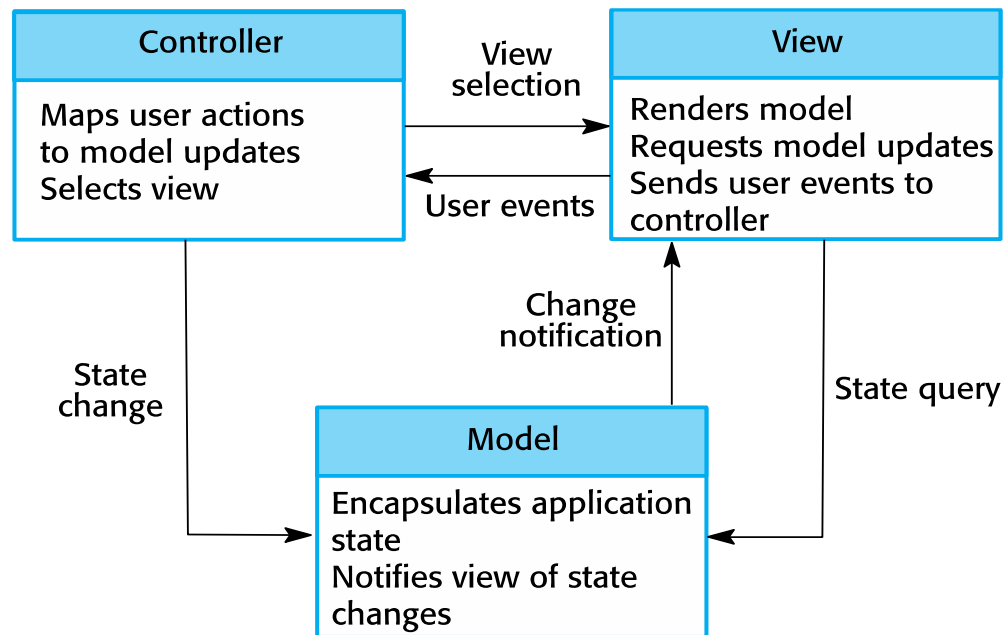 Controller
Maps user actions
to model updates
Selects view
View
selection
User events
View
Renders model
Requests model updates
Sends user events to
controller
State
change
Change
notification
State query
Model
Encapsulates application
state
Notifies view of state
changes